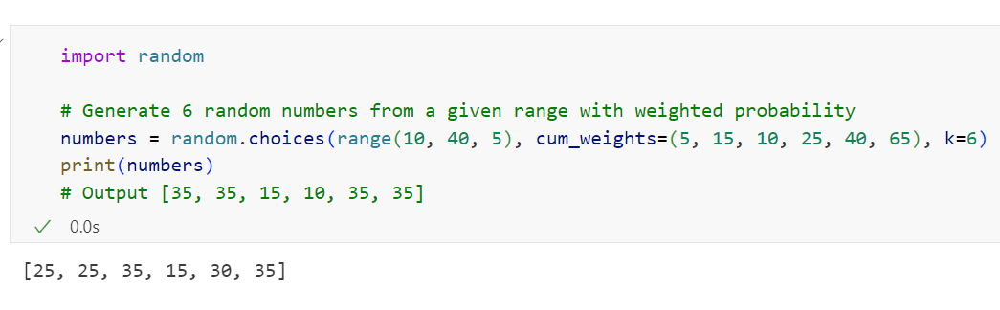 import random
# Generate 6 random numbers from a given range with weighted probability
numbers = random.choices(range(10, 40, 5), cum_weights=(5, 15, 10, 25, 40, 65), k=6)
print(numbers)
# Output [35, 35, 15, 10, 35, 35]
0.0s
[25, 25, 35, 15, 30, 35]